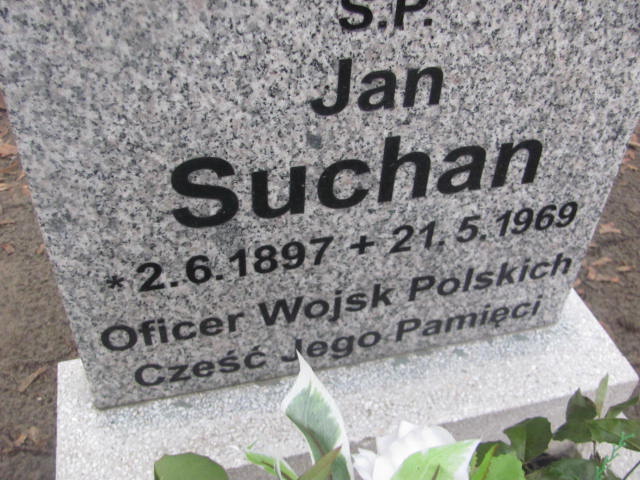 Ś.P.
Jan
Suchan
* 2.6.1897 + 21.5.1969
Oficer Wojsk Polskich
Cześć Jego Pamięci